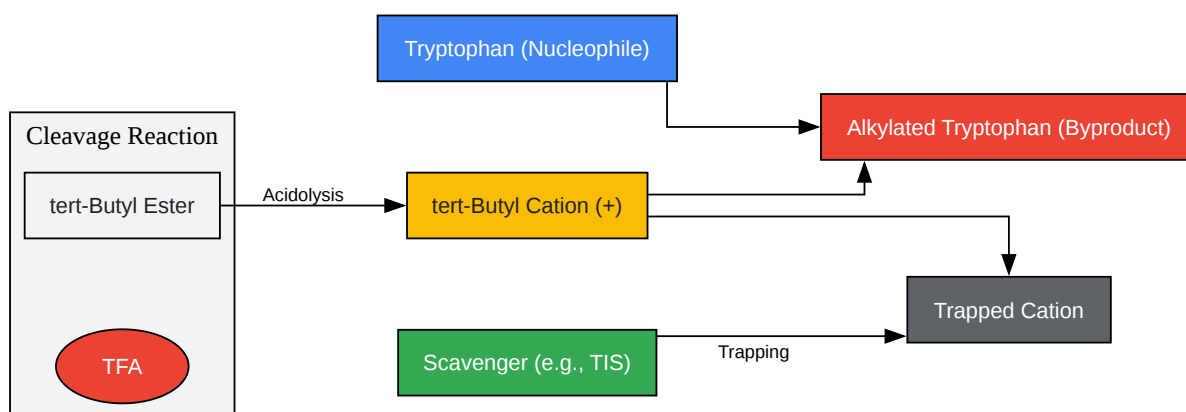 Tryptophan (Nucleophile)
Alkylated Tryptophan (Byproduct)
Cleavage Reaction
tert-Butyl Ester
Acidolysis
tert-Butyl Cation (+)
Trapped Cation
TFA
Scavenger (e.g., TIS)
Trapping